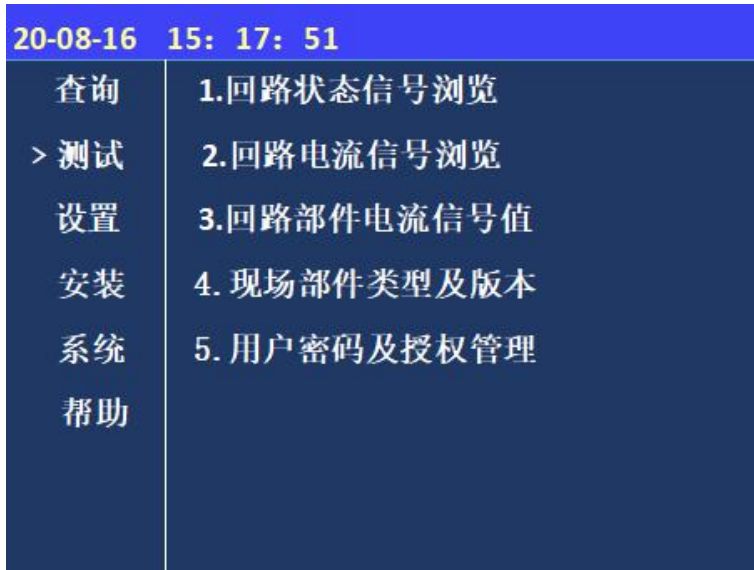 20-08-16 15：17：51
查询 1.回路状态信号浏览
> 测试 2.回路电流信号浏览
设置 3.回路部件电流信号值
安装 4. 现场部件类型及版本
系统 5. 用户密码及授权管理
帮助